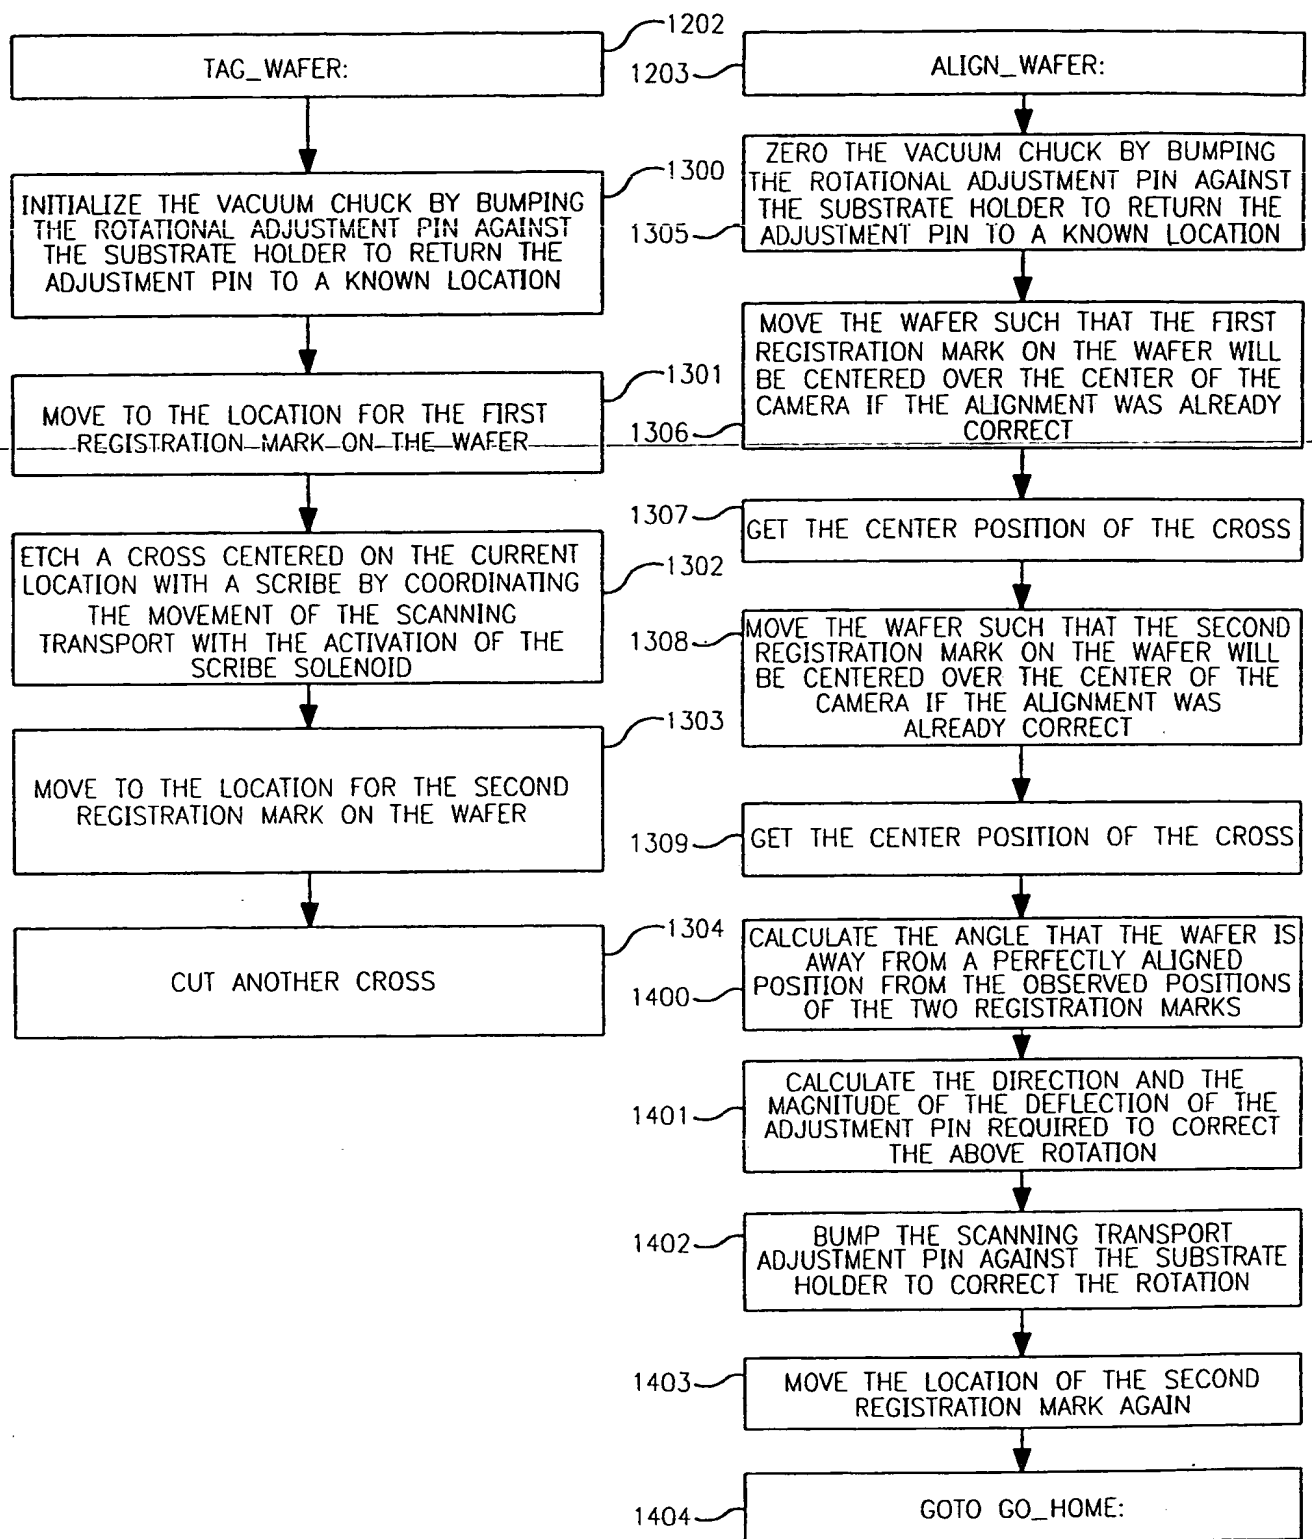 1202
TAG_WAFER:
1300
INITIALIZE THE VACUUM CHUCK BY BUMPING
THE ROTATIONAL ADJUSTMENT PIN AGAINST
THE SUBSTRATE HOLDER TO RETURN THE
ADJUSTMENT PIN TO A KNOWN LOCATION
1301
MOVE TO THE LOCATION FOR THE FIRST
REGISTRATION MARK ON THE WAFER
1302
ETCH A CROSS CENTERED ON THE CURRENT
LOCATION WITH A SCRIBE BY COORDINATING
THE MOVEMENT OF THE SCANNING
TRANSPORT WITH THE ACTIVATION OF THE
SCRIBE SOLENOID
1303
MOVE TO THE LOCATION FOR THE SECOND
REGISTRATION MARK ON THE WAFER
1304
CUT ANOTHER CROSS
1203
ALIGN_WAFER:
1305
ZERO THE VACUUM CHUCK BY BUMPING
THE ROTATIONAL ADJUSTMENT PIN AGAINST
THE SUBSTRATE HOLDER TO RETURN THE
ADJUSTMENT PIN TO A KNOWN LOCATION
1306
MOVE THE WAFER SUCH THAT THE FIRST
REGISTRATION MARK ON THE WAFER WILL
BE CENTERED OVER THE CENTER OF THE
CAMERA IF THE ALIGNMENT WAS ALREADY
CORRECT
1307
GET THE CENTER POSITION OF THE CROSS
1308
MOVE THE WAFER SUCH THAT THE SECOND
REGISTRATION MARK ON THE WAFER WILL
BE CENTERED OVER THE CENTER OF THE
CAMERA IF THE ALIGNMENT WAS
ALREADY CORRECT
1309
GET THE CENTER POSITION OF THE CROSS
1400
CALCULATE THE ANGLE THAT THE WAFER IS
AWAY FROM A PERFECTLY ALIGNED
POSITION FROM THE OBSERVED POSITIONS
OF THE TWO REGISTRATION MARKS
1401
CALCULATE THE DIRECTION AND THE
MAGNITUDE OF THE DEFLECTION OF THE
ADJUSTMENT PIN REQUIRED TO CORRECT
THE ABOVE ROTATION
1402
BUMP THE SCANNING TRANSPORT
ADJUSTMENT PIN AGAINST THE SUBSTRATE
HOLDER TO CORRECT THE ROTATION
1403
MOVE THE LOCATION OF THE SECOND
REGISTRATION MARK AGAIN
1404
GOTO GO_HOME: